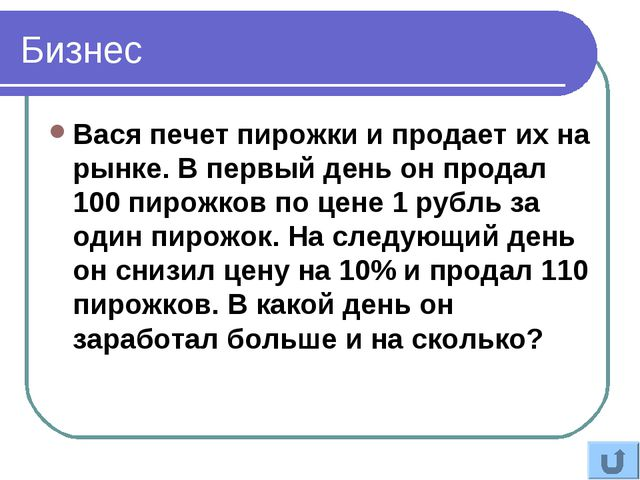 Бизнес
Вася печет пирожки и продает их на
рынке. В первый день он продал
100 пирожков по цене 1 рубль за
один пирожок. На следующий день
он снизил цену на 10% и продал 110
пирожков. В какой день он
заработал больше и на сколько?